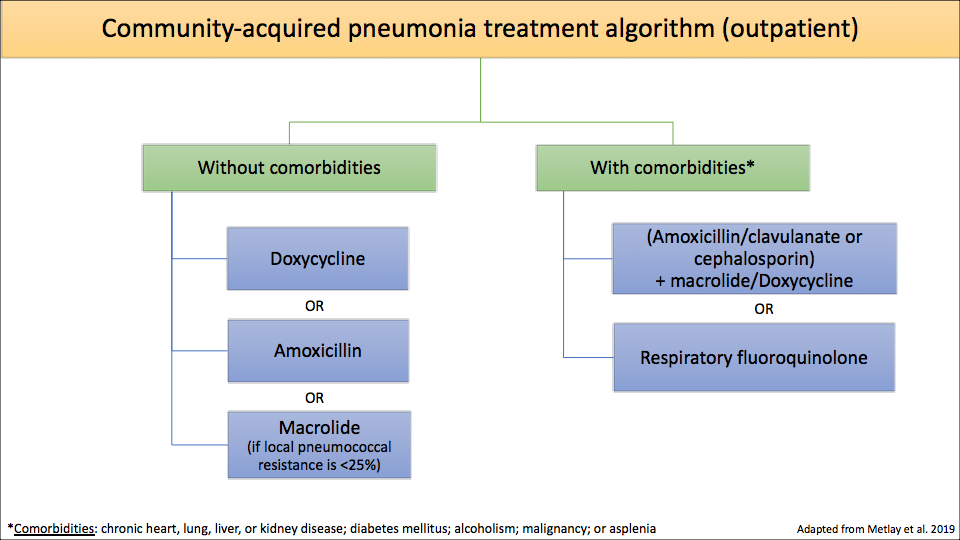 Community-acquired pneumonia treatment algorithm (outpatient)
Without comorbidities
Doxycycline
OR
Amoxicillin
OR
Macrolide
(if local pneumococcal
resistance is <25%)
With comorbidities*
(Amoxicillin/clavulanate or
cephalosporin)
+ macrolide/Doxycycline
OR
Respiratory fluoroquinolone
*Comorbidities: chronic heart, lung, liver, or kidney disease; diabetes mellitus; alcoholism; malignancy; or asplenia
Adapted from Metlay et al. 2019